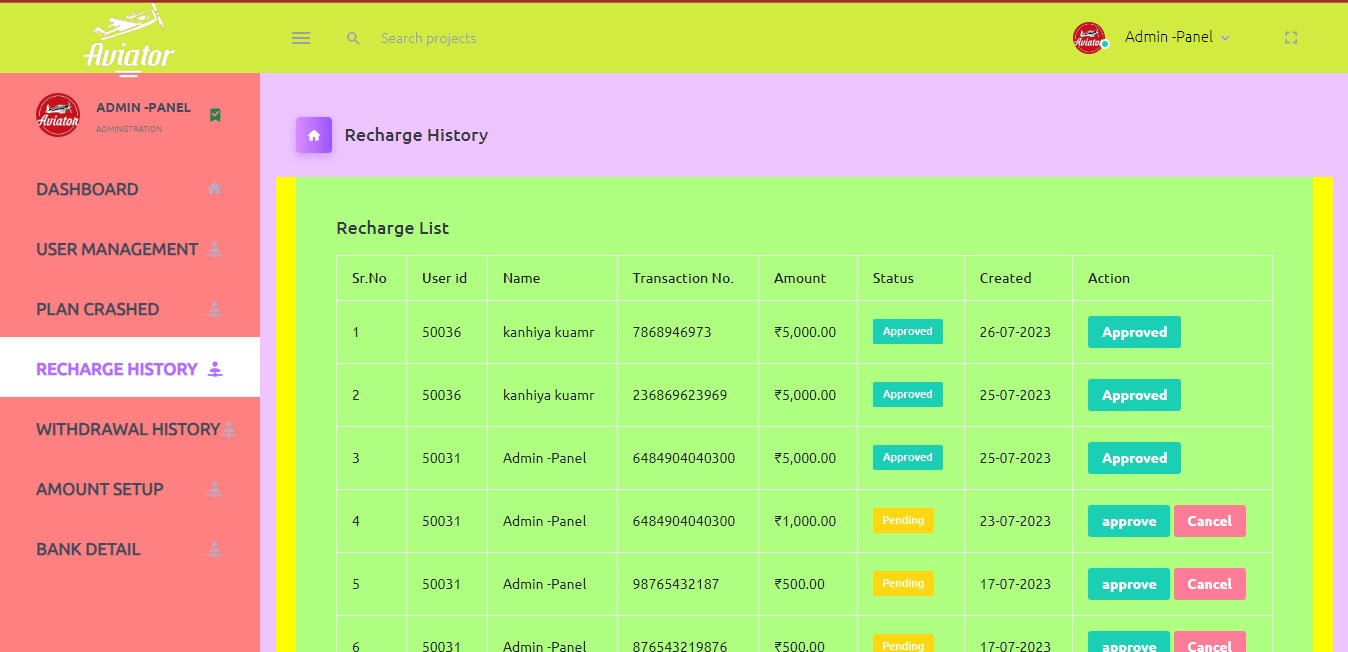 Aviator
Search projects
Aviator
Admin -Panel
Aviator
ADMIN -PANEL
ADMINISTRATION
DASHBOARD
USER MANAGEMENT
PLAN CRASHED
RECHARGE HISTORY
WITHDRAWAL HISTORY
AMOUNT SETUP
BANK DETAIL
Recharge History
Recharge List
Sr.No User id Name Transaction No. Amount Status Created Action
1 50036 kanhiya kuamr 7868946973 ₹5,000.00 Approved 26-07-2023 Approved
2 50036 kanhiya kuamr 236869623969 ₹5,000.00 Approved 25-07-2023 Approved
3 50031 Admin -Panel 6484904040300 ₹5,000.00 Approved 25-07-2023 Approved
4 50031 Admin -Panel 6484904040300 ₹1,000.00 Pending 23-07-2023 approve Cancel
5 50031 Admin -Panel 98765432187 ₹500.00 Pending 17-07-2023 approve Cancel
6 50031 Admin -Panel 876543219876 ₹500.00 Pending 17-07-2023 approve Cancel